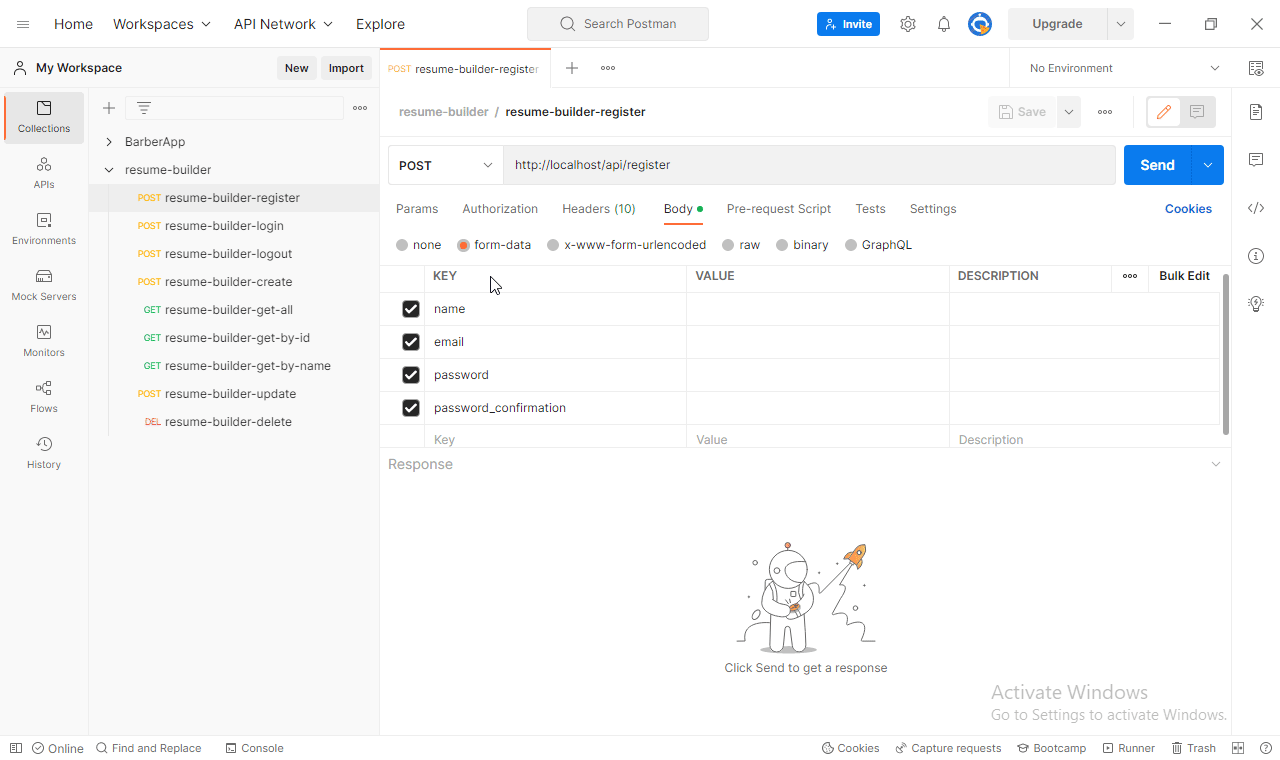 Home Workspaces API Network Explore Search Postman Invite Upgrade
My Workspace New Import POST resume-builder-register No Environment
Collections
APIs
Environments
Mock Servers
Monitors
Flows
History
BarberApp
resume-builder
POST resume-builder-register
POST resume-builder-login
POST resume-builder-logout
POST resume-builder-create
GET resume-builder-get-all
GET resume-builder-get-by-id
GET resume-builder-get-by-name
POST resume-builder-update
DEL resume-builder-delete
resume-builder / resume-builder-register Save
POST http://localhost/api/register Send
Params Authorization Headers (10) Body Pre-request Script Tests Settings Cookies
none form-data x-www-form-urlencoded raw binary GraphQL
KEY VALUE DESCRIPTION Bulk Edit
name
email
password
password_confirmation
Key Value Description
Response
Click Send to get a response
Activate Windows
Go to Settings to activate Windows.
Online Find and Replace Console Cookies Capture requests Bootcamp Runner Trash